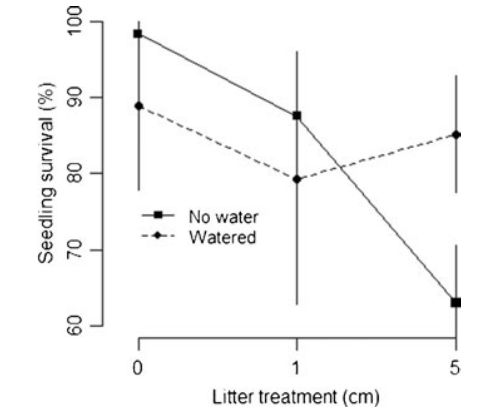 Seedling survival (%)
100
90
80
70
60
No water
Watered
0 1 5
Litter treatment (cm)